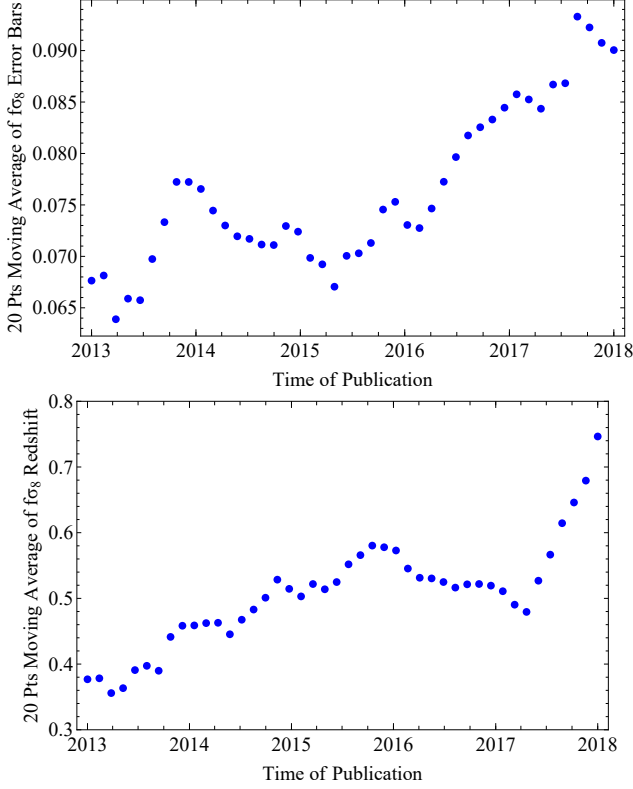 20 Pts Moving Average of fσ8 Error Bars
0.090
0.085
0.080
0.075
0.070
0.065
2013 2014 2015 2016 2017 2018
Time of Publication
20 Pts Moving Average of fσ8 Redshift
0.8
0.7
0.6
0.5
0.4
0.3
2013 2014 2015 2016 2017 2018
Time of Publication